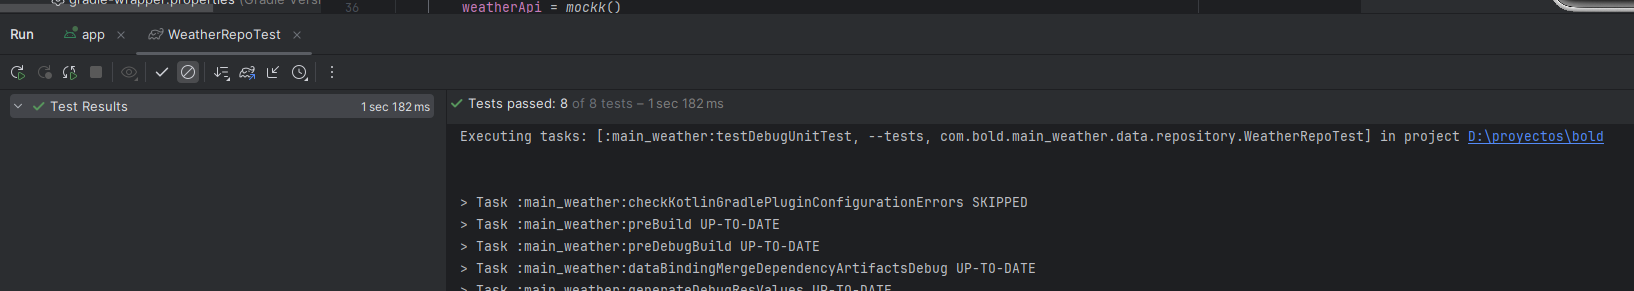 gradle-wrapper.properties (Gradle Versi
36 weatherApi = mockk()
Run app WeatherRepoTest
Test Results 1 sec 182 ms
Tests passed: 8 of 8 tests – 1 sec 182 ms
Executing tasks: [:main_weather:testDebugUnitTest, --tests, com.bold.main_weather.data.repository.WeatherRepoTest] in project D:\proyectos\bold
> Task :main_weather:checkKotlinGradlePluginConfigurationErrors SKIPPED
> Task :main_weather:preBuild UP-TO-DATE
> Task :main_weather:preDebugBuild UP-TO-DATE
> Task :main_weather:dataBindingMergeDependencyArtifactsDebug UP-TO-DATE
> Task :main_weather:generateDebugResValues UP-TO-DATE